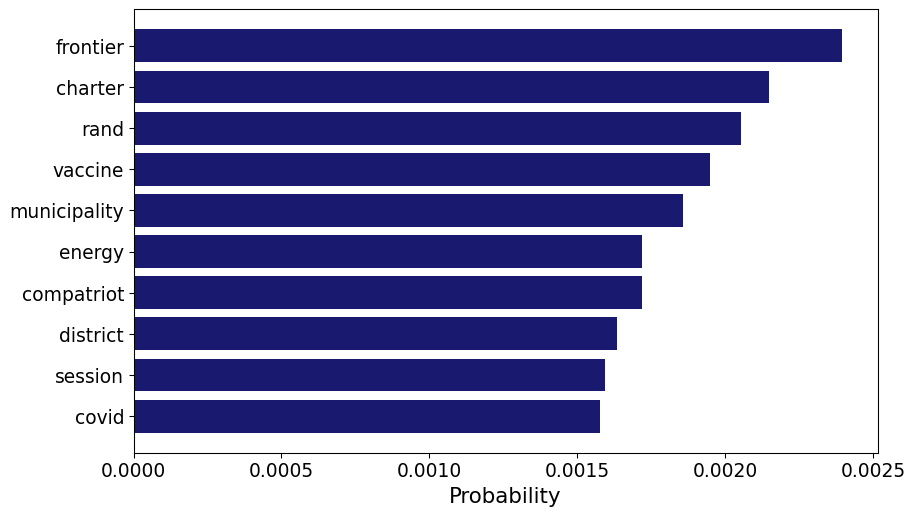 frontier
charter
rand
vaccine
municipality
energy
compatriot
district
session
covid
0.0000 0.0005 0.0010 0.0015 0.0020 0.0025
Probability